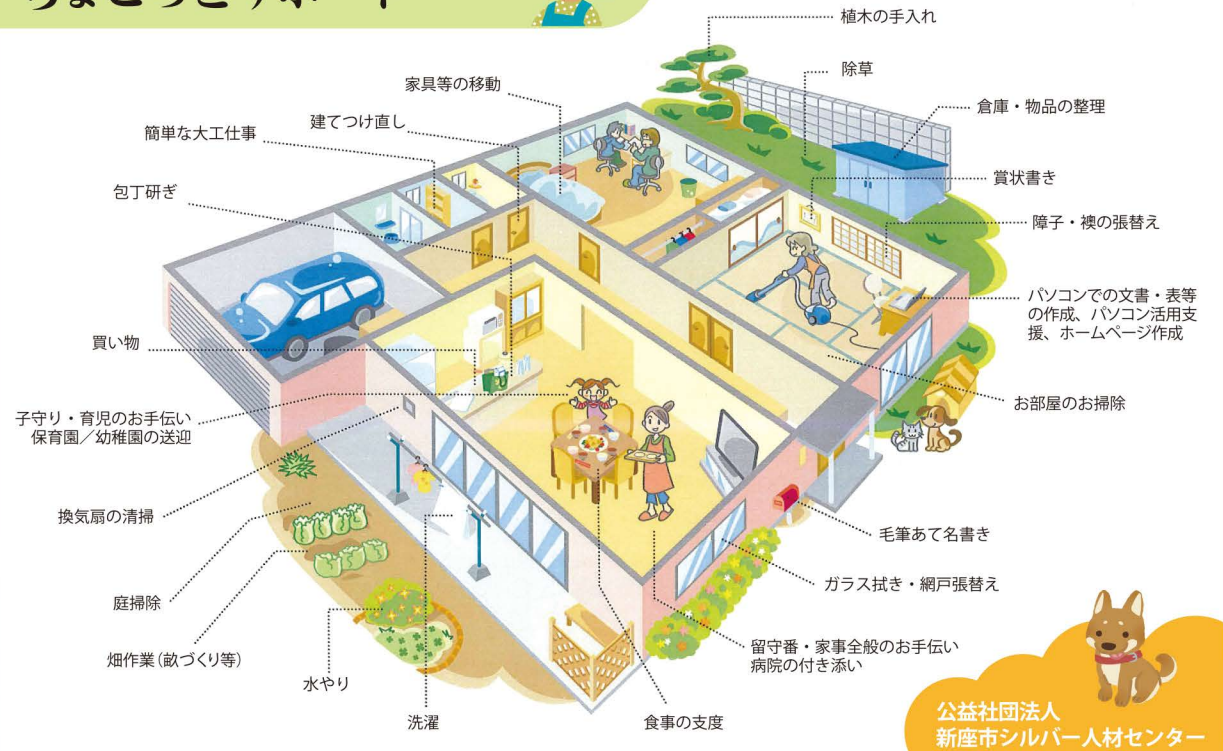 ちょこっとサポート
植木の手入れ
除草
家具等の移動
倉庫・物品の整理
建てつけ直し
簡単な大工仕事
賞状書き
包丁研ぎ
障子・襖の張替え
パソコンでの文書・表等
の作成、パソコン活用支
援、ホームページ作成
買い物
お部屋のお掃除
子守り・育児のお手伝い
保育園／幼稚園の送迎
換気扇の清掃
毛筆あて名書き
ガラス拭き・網戸張替え
庭掃除
留守番・家事全般のお手伝い
病院の付き添い
畑作業(畝づくり等)
水やり
洗濯
食事の支度
公益社団法人
新座市シルバー人材センター